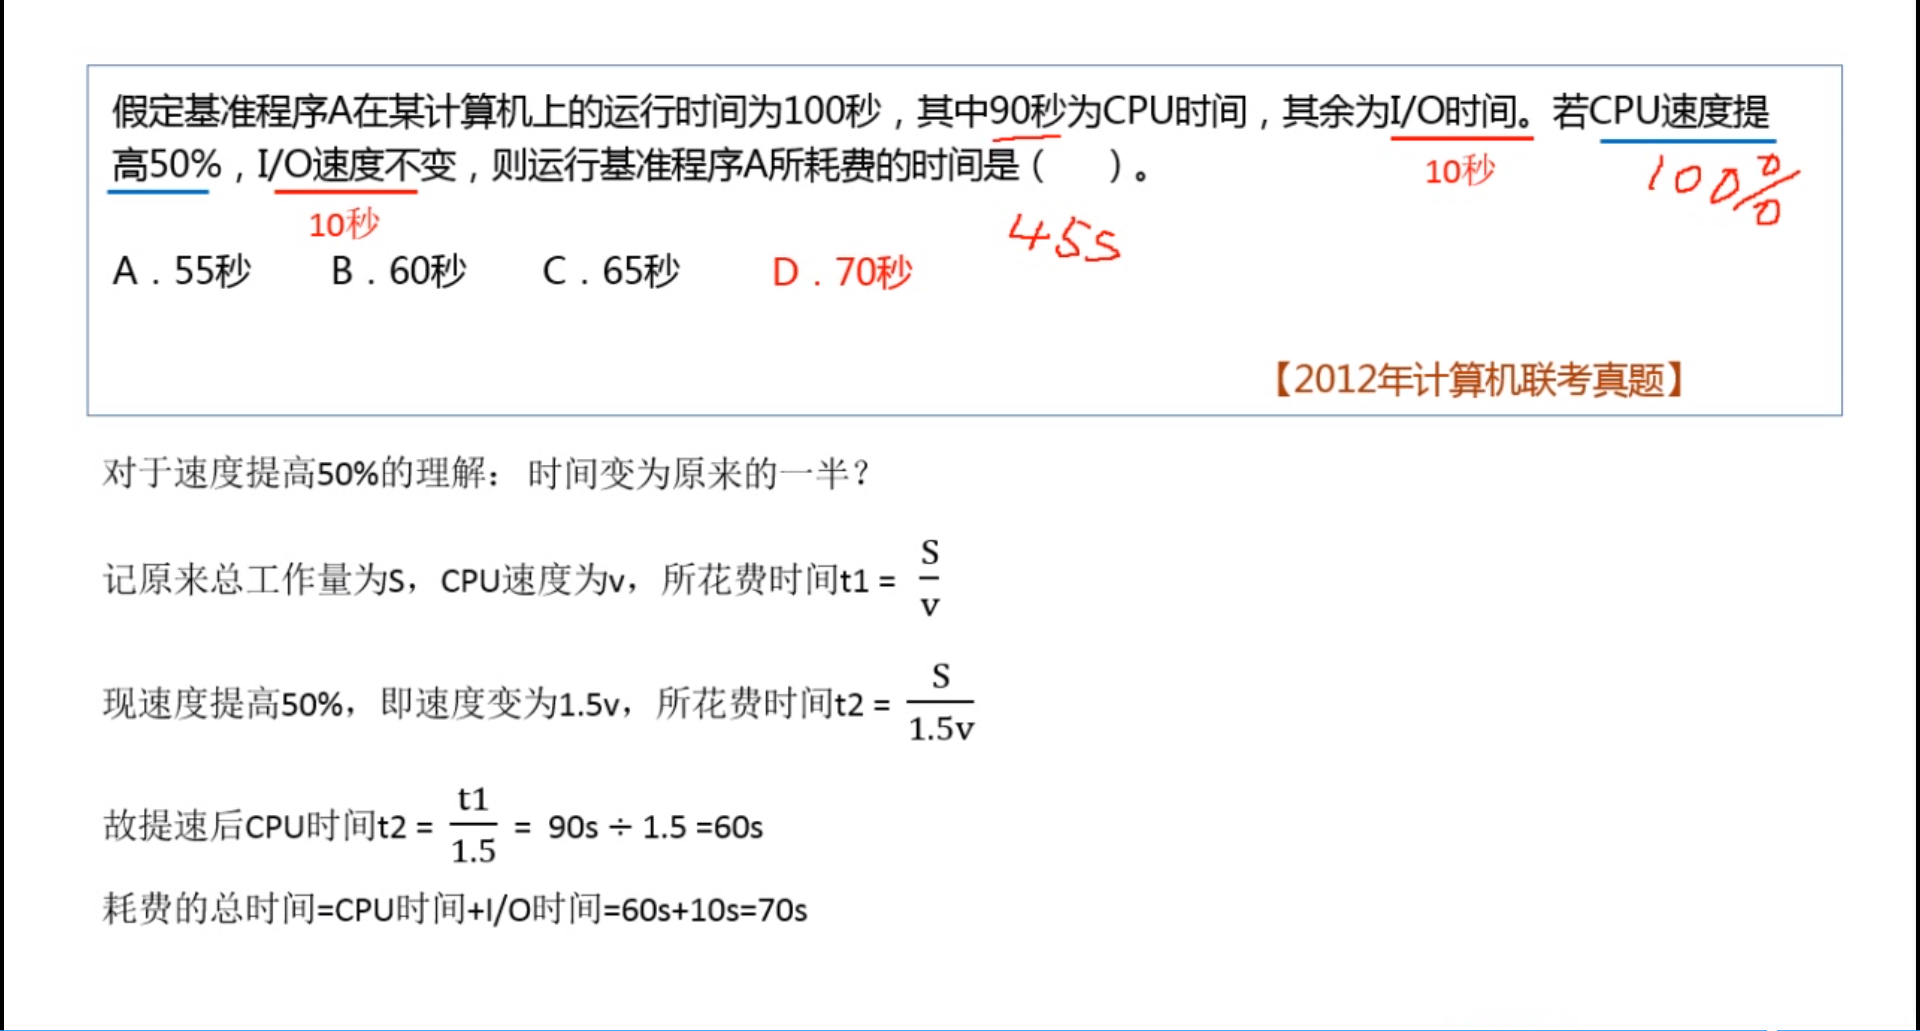 假定基准程序A在某计算机上的运行时间为100秒，其中90秒为CPU时间，其余为I/O时间。若CPU速度提
高50%，I/O速度不变，则运行基准程序A所耗费的时间是（　　）。
10秒
100%
10秒
45s
A．55秒　B．60秒　C．65秒　D．70秒
【2012年计算机联考真题】
对于速度提高50%的理解：时间变为原来的一半？
记原来总工作量为S，CPU速度为v，所花费时间t1 = S/v
现速度提高50%，即速度变为1.5v，所花费时间t2 = S/1.5v
故提速后CPU时间t2 = t1/1.5 = 90s ÷ 1.5 =60s
耗费的总时间=CPU时间+I/O时间=60s+10s=70s